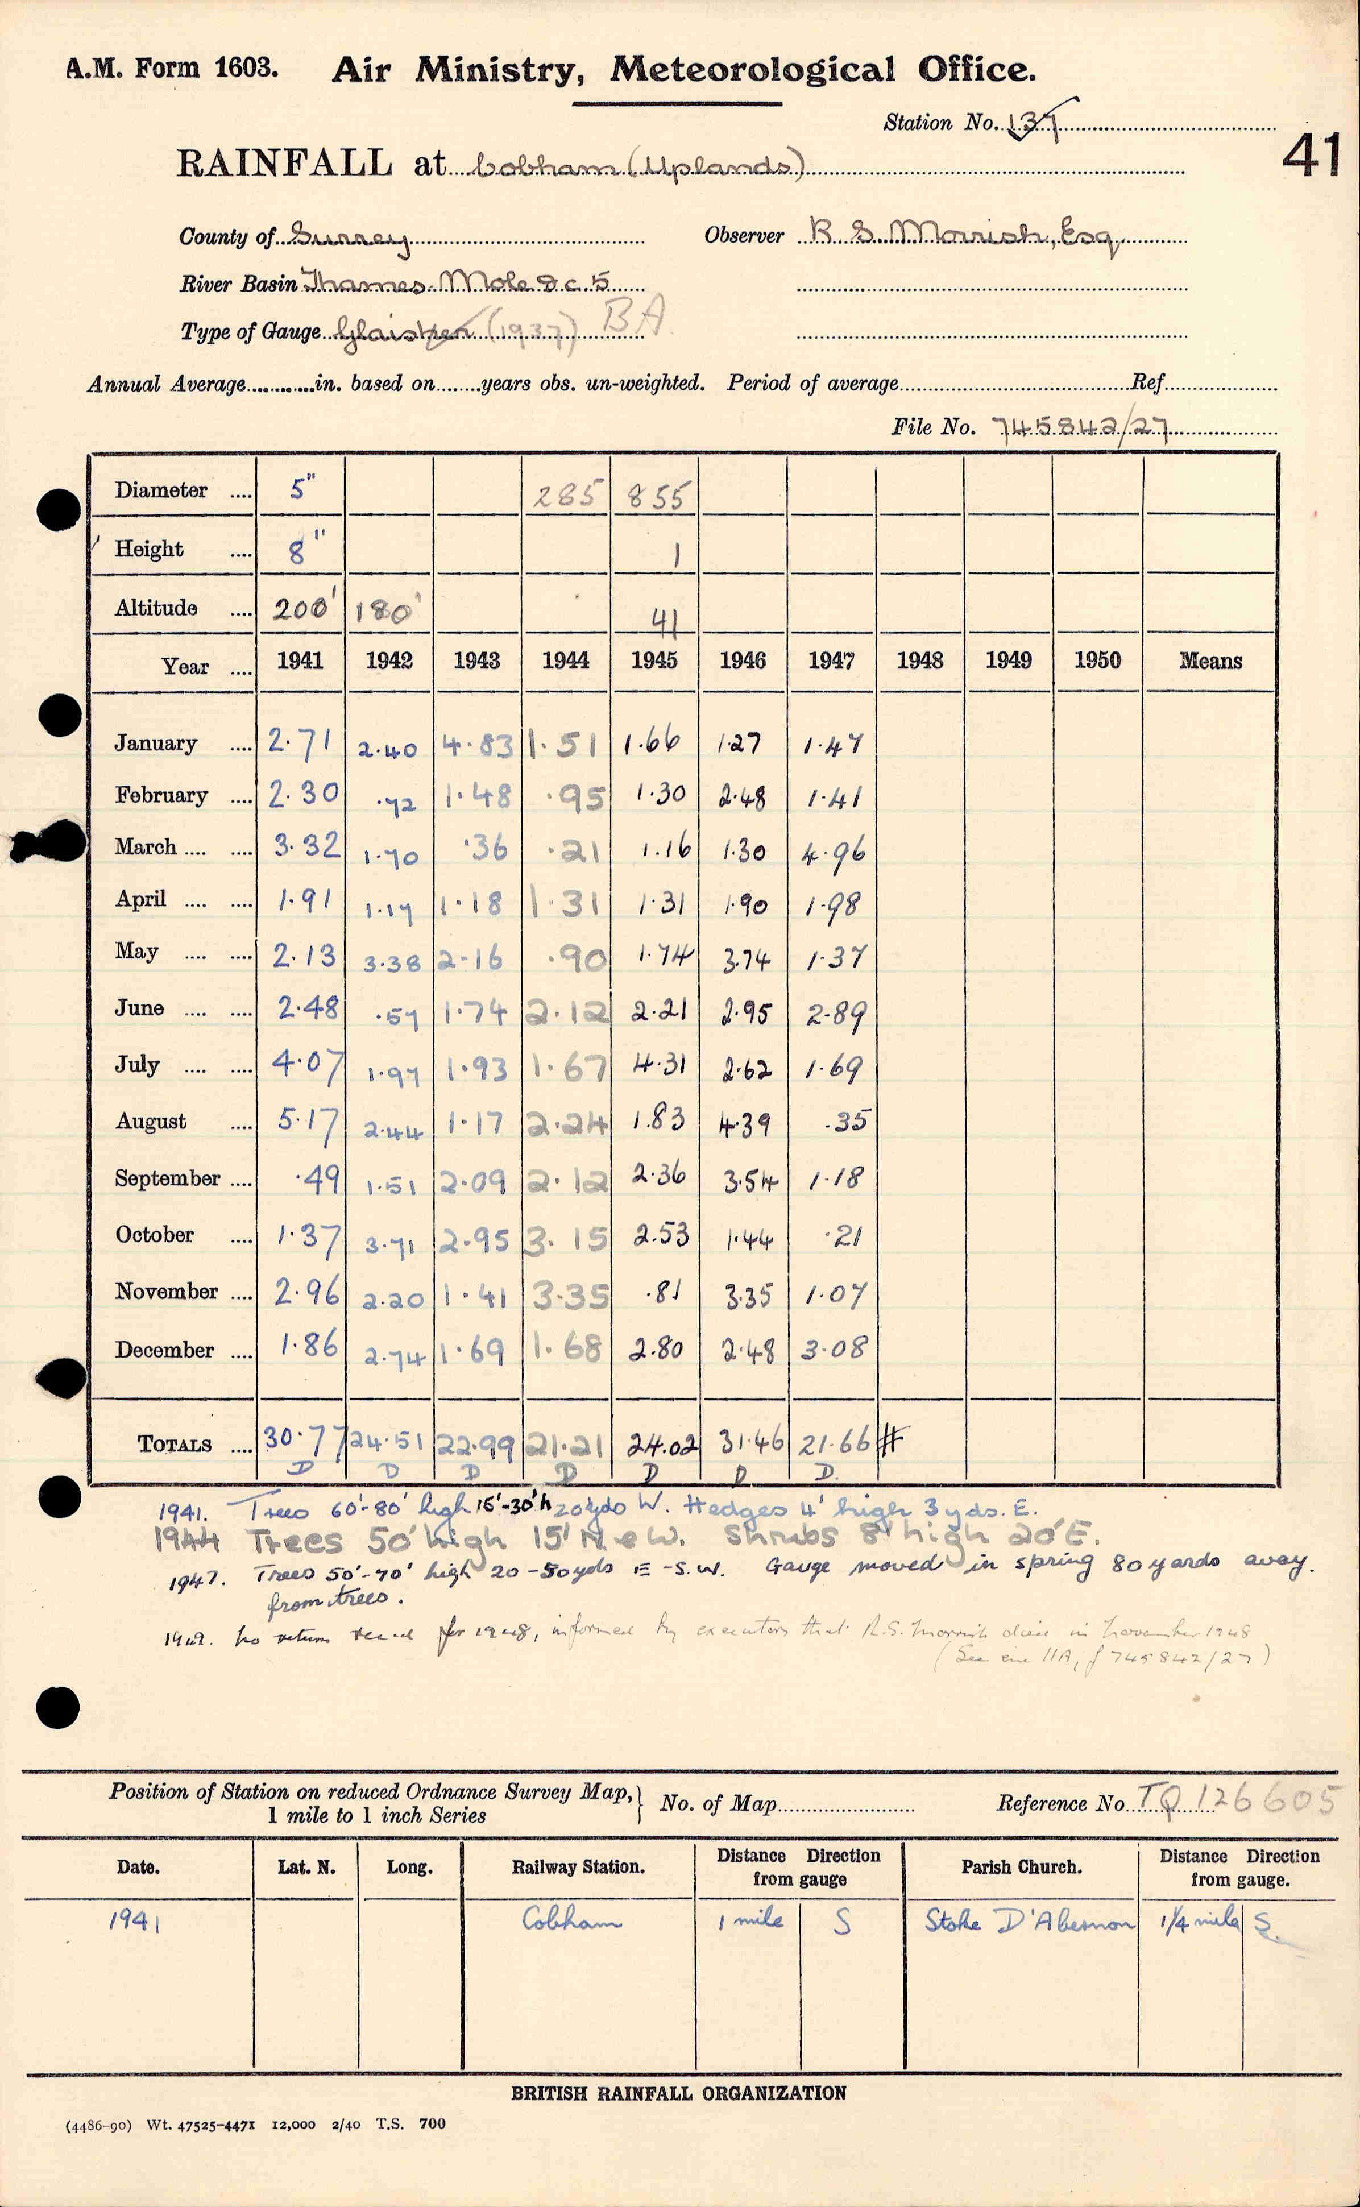 A.M. Form 1603. Air Ministry, Meteorological Office.
Station No. 137
41
RAINFALL at Cobham (Uplands)
County of Surrey Observer R S. Morrish, Esq
River Basin Thames. Mole &c 5
Type of Gauge Glaisher (1937) BA
Annual Average in. based on years obs. un-weighted. Period of average Ref.
File No. 745842/27
Diameter 5" 285 855
Height 8" 1
Altitude 200' 180' 41
Year 1941 1942 1943 1944 1945 1946 1947 1948 1949 1950 Means
January 2.71 2.40 4.83 1.51 1.66 1.27 1.47
February 2.30 .72 1.48 .95 1.30 2.48 1.41
March 3.32 1.70 .36 .21 1.16 1.30 4.96
April 1.91 1.17 1.18 1.31 1.31 1.90 1.98
May 2.13 3.38 2.16 .90 1.74 3.74 1.37
June 2.48 .57 1.74 2.12 2.21 2.95 2.89
July 4.07 1.97 1.93 1.67 4.31 2.62 1.69
August 5.17 2.44 1.17 2.24 1.83 4.39 .35
September .49 1.51 2.09 2.12 2.36 3.54 1.18
October 1.37 3.71 2.95 3.15 2.53 1.44 .21
November 2.96 2.20 1.41 3.35 .81 3.35 1.07
December 1.86 2.74 1.69 1.68 2.80 2.48 3.08
TOTALS 30.77 24.51 22.99 21.21 24.02 31.46 21.66 #
D D D D D D D.
1941. Trees 60'-80' high 15'-30' h 20 yds W. Hedges 4' high 3 yds. E.
1944 Trees 50' high 15' N & W. Shrubs 8' high 20' E.
1947. Trees 50'-70' high 20-50 yds E-S.W. Gauge moved in spring 80 yards away
from trees.
1949. No return rec'd for 1948, informed by executors that R.S. Morrish died in November 1948
(See enc 11A, of 745842/27)
Position of Station on reduced Ordnance Survey Map, 1 mile to 1 inch Series No. of Map Reference No. TQ 126605
Date. Lat. N. Long. Railway Station. Distance Direction from gauge Parish Church. Distance Direction from gauge.
1941 Cobham 1 mile S Stoke D'Abernon 1/4 mile S.
BRITISH RAINFALL ORGANIZATION
(4486-90) Wt. 47525-4471 12,000 2/40 T.S. 700